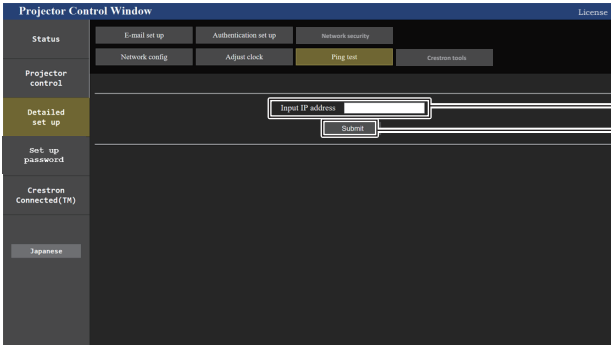 Projector Control Window
License
Status
E-mail set up
Authentication set up
Network security
Network config
Adjust clock
Ping test
Crestron tools
Projector
control
Detailed
set up
Input IP address
Submit
Set up
password
Crestron
Connected(TM)
Japanese